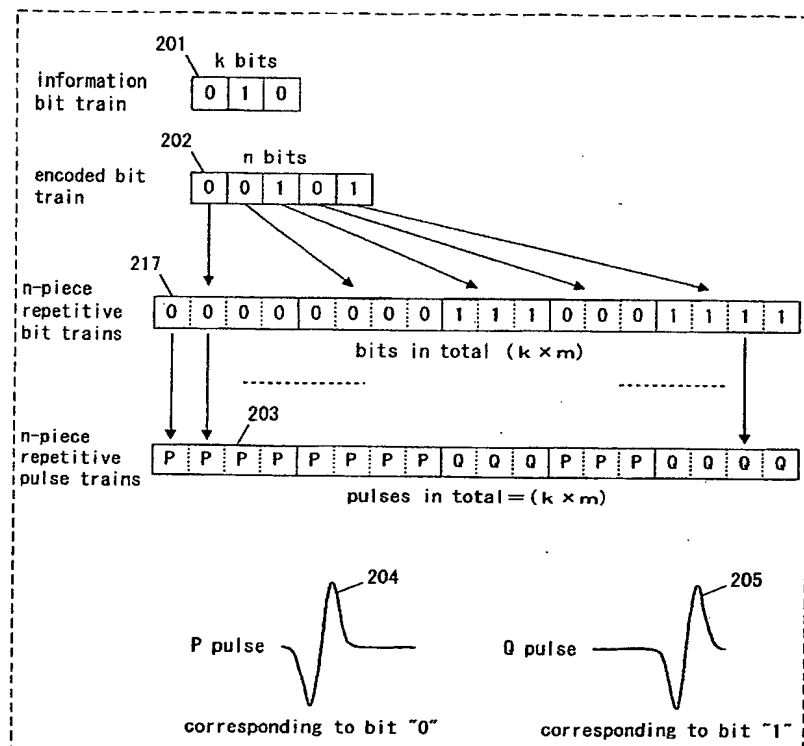 201
k bits
information
bit train
0 1 0
202
n bits
encoded bit
train
0 0 1 0 1
217
n-piece
repetitive
bit trains
0 0 0 0 0 0 0 0 1 1 1 0 0 0 1 1 1 1
bits in total (k × m)
203
n-piece
repetitive
pulse trains
P P P P P P P P Q Q Q P P P Q Q Q Q
pulses in total=(k × m)
204
205
P pulse
Q pulse
corresponding to bit "0"
corresponding to bit "1"